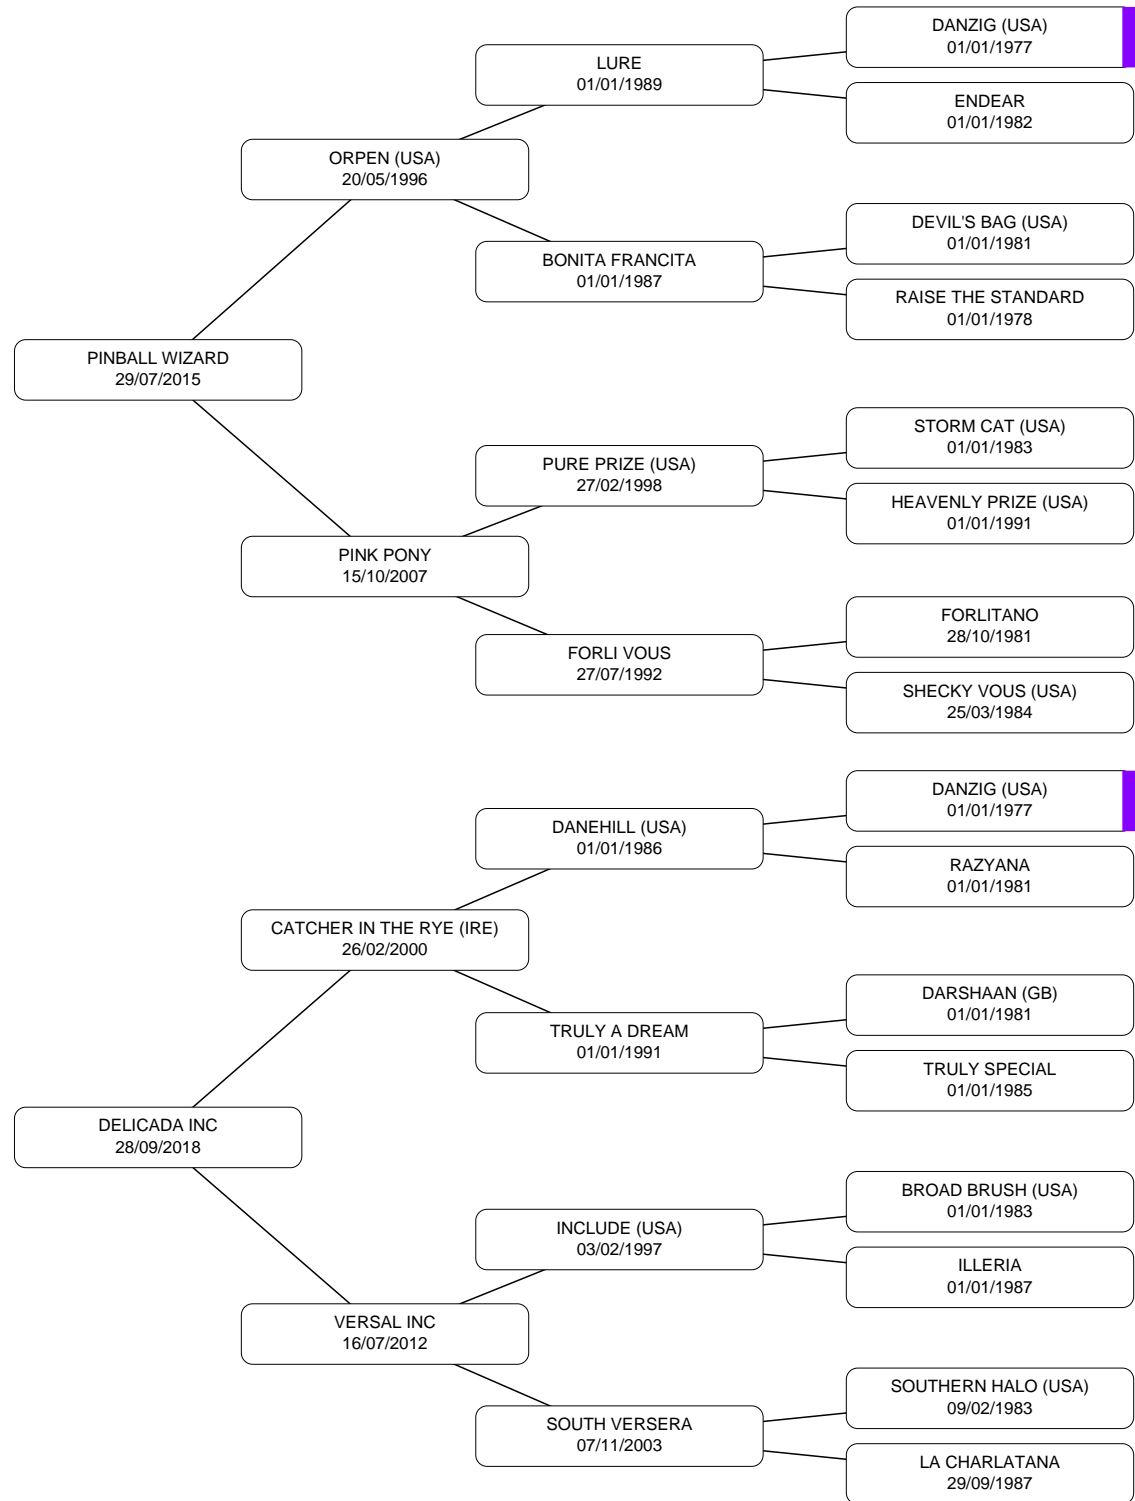 DANZIG (USA)
01/01/1977
LURE
01/01/1989
ENDEAR
01/01/1982
ORPEN (USA)
20/05/1996
DEVIL'S BAG (USA)
01/01/1981
BONITA FRANCITA
01/01/1987
RAISE THE STANDARD
01/01/1978
PINBALL WIZARD
29/07/2015
STORM CAT (USA)
01/01/1983
PURE PRIZE (USA)
27/02/1998
HEAVENLY PRIZE (USA)
01/01/1991
PINK PONY
15/10/2007
FORLITANO
28/10/1981
FORLI VOUS
27/07/1992
SHECKY VOUS (USA)
25/03/1984
DANZIG (USA)
01/01/1977
DANEHILL (USA)
01/01/1986
RAZYANA
01/01/1981
CATCHER IN THE RYE (IRE)
26/02/2000
DARSHAAN (GB)
01/01/1981
TRULY A DREAM
01/01/1991
TRULY SPECIAL
01/01/1985
DELICADA INC
28/09/2018
BROAD BRUSH (USA)
01/01/1983
INCLUDE (USA)
03/02/1997
ILLERIA
01/01/1987
VERSAL INC
16/07/2012
SOUTHERN HALO (USA)
09/02/1983
SOUTH VERSERA
07/11/2003
LA CHARLATANA
29/09/1987